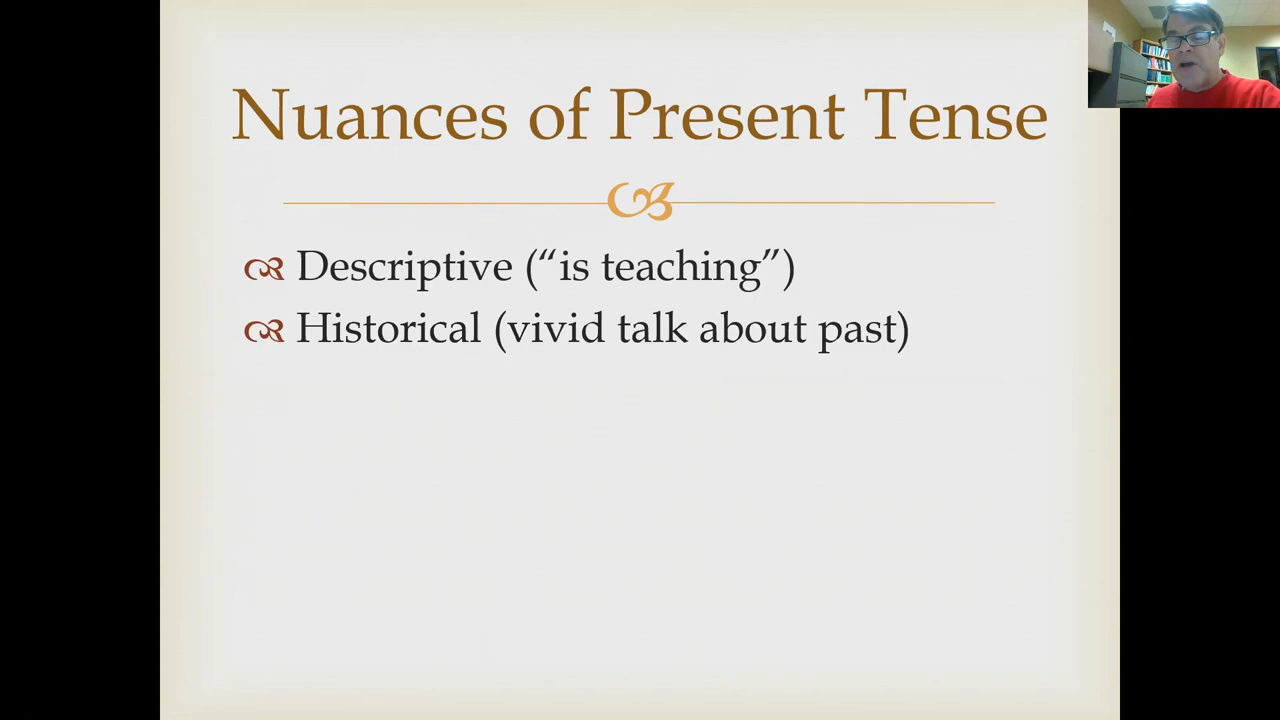 Nuances of Present Tense
Descriptive (“is teaching”)
Historical (vivid talk about past)